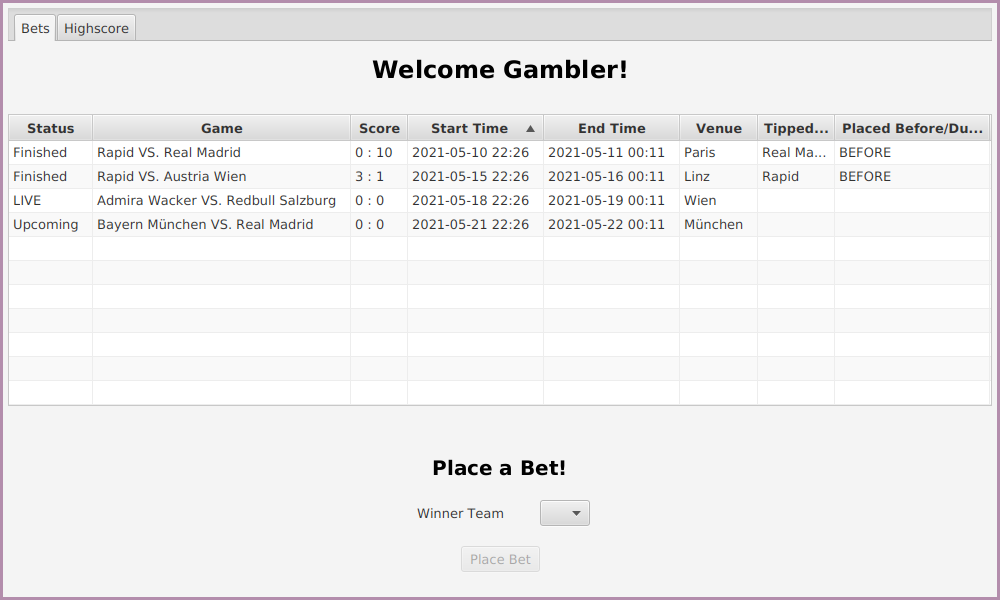 Bets Highscore
Welcome Gambler!
Status Game Score Start Time End Time Venue Tipped... Placed Before/Du...
Finished Rapid VS. Real Madrid 0 : 10 2021-05-10 22:26 2021-05-11 00:11 Paris Real Ma... BEFORE
Finished Rapid VS. Austria Wien 3 : 1 2021-05-15 22:26 2021-05-16 00:11 Linz Rapid BEFORE
LIVE Admira Wacker VS. Redbull Salzburg 0 : 0 2021-05-18 22:26 2021-05-19 00:11 Wien
Upcoming Bayern München VS. Real Madrid 0 : 0 2021-05-21 22:26 2021-05-22 00:11 München
Place a Bet!
Winner Team
Place Bet